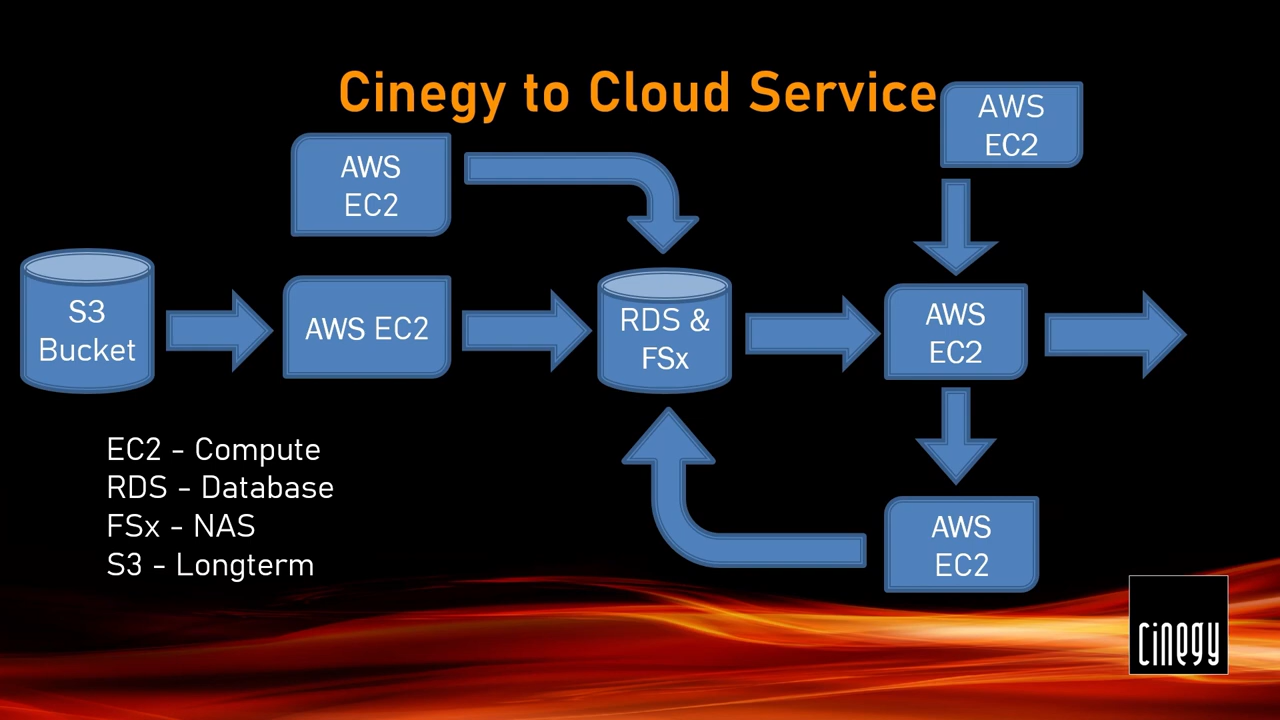 Cinegy to Cloud Service
AWS
EC2
AWS
EC2
S3
Bucket
AWS EC2
RDS &
FSx
AWS
EC2
EC2 - Compute
RDS - Database
FSx - NAS
S3 - Longterm
AWS
EC2
cinegy